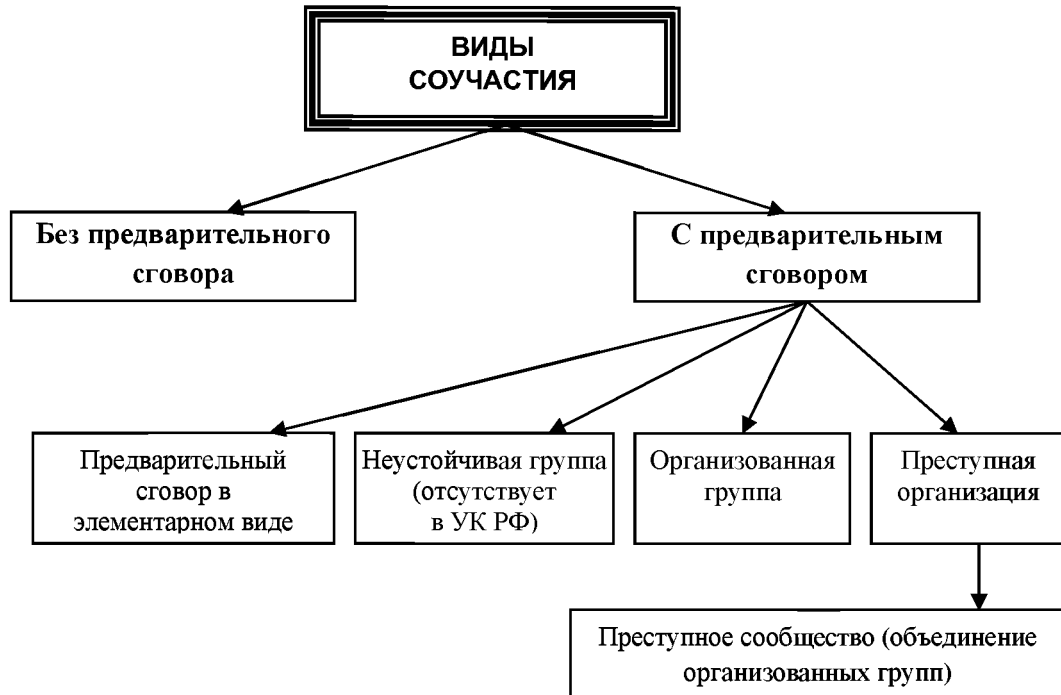 ВИДЫ
СОУЧАСТИЯ
Без предварительного
сговора
С предварительным
сговором
Предварительный
сговор в
элементарном виде
Неустойчивая группа
(отсутствует
в УК РФ)
Организованная
группа
Преступная
организация
Преступное сообщество (объединение
организованных групп)